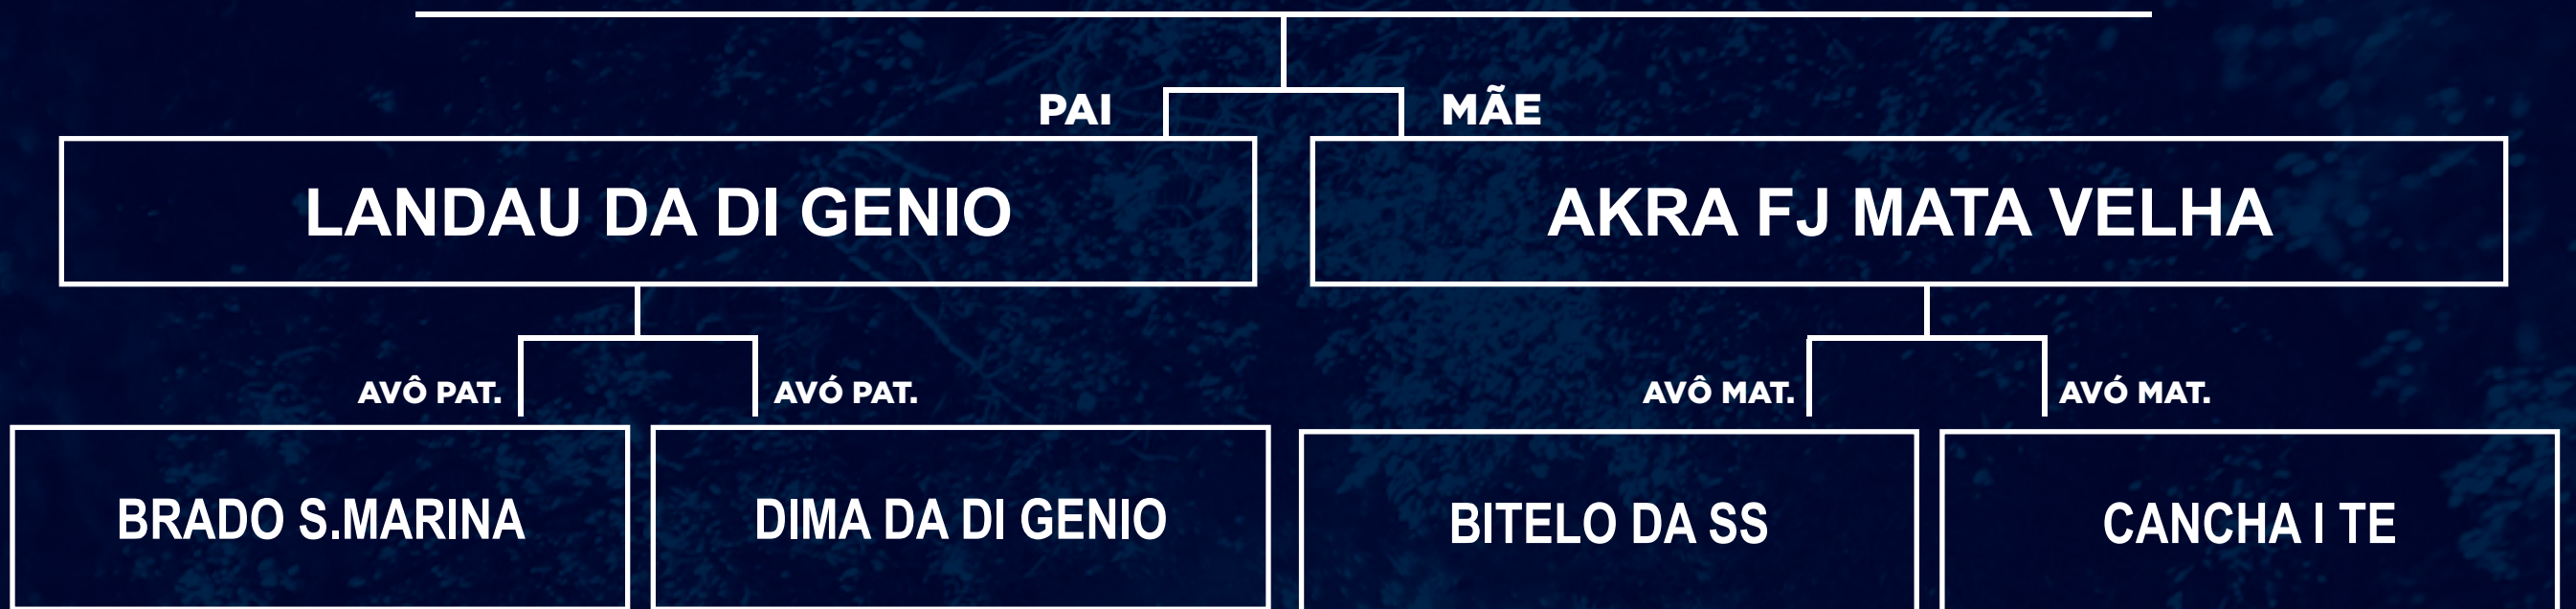 PAI
MÃE
LANDAU DA DI GENIO
AKRA FJ MATA VELHA
AVÔ PAT.
AVÓ PAT.
AVÔ MAT.
AVÓ MAT.
BRADO S.MARINA
DIMA DA DI GENIO
BITELO DA SS
CANCHA I TE